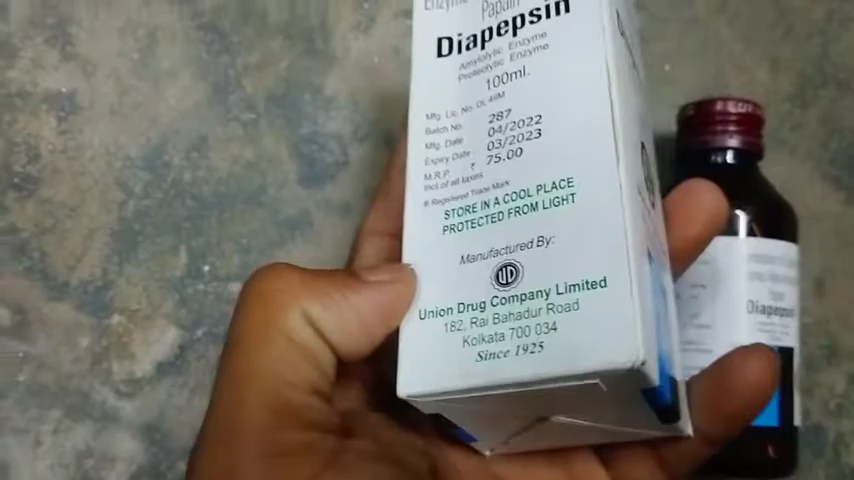 Enzyme Papain
Diapepsin
Amylolytic Enzyme
Proteolytic Enzyme
100ml.
Mfg. Lic. No. DL 49M
Batch No. 287
Mfg. Date 04/2022
Expiry Date 03/2023
M.R.P. ₹ 75.00
Incl of all taxes
® Registered Trade Mark
STORE IN A COOL PLACE
PROTECTED FROM LIGHT
Manufactured By:
UD
Union Drug Company Limited
182, Rai Bahadur Road
Kolkata 700 034
Since 1925
Diapepsin